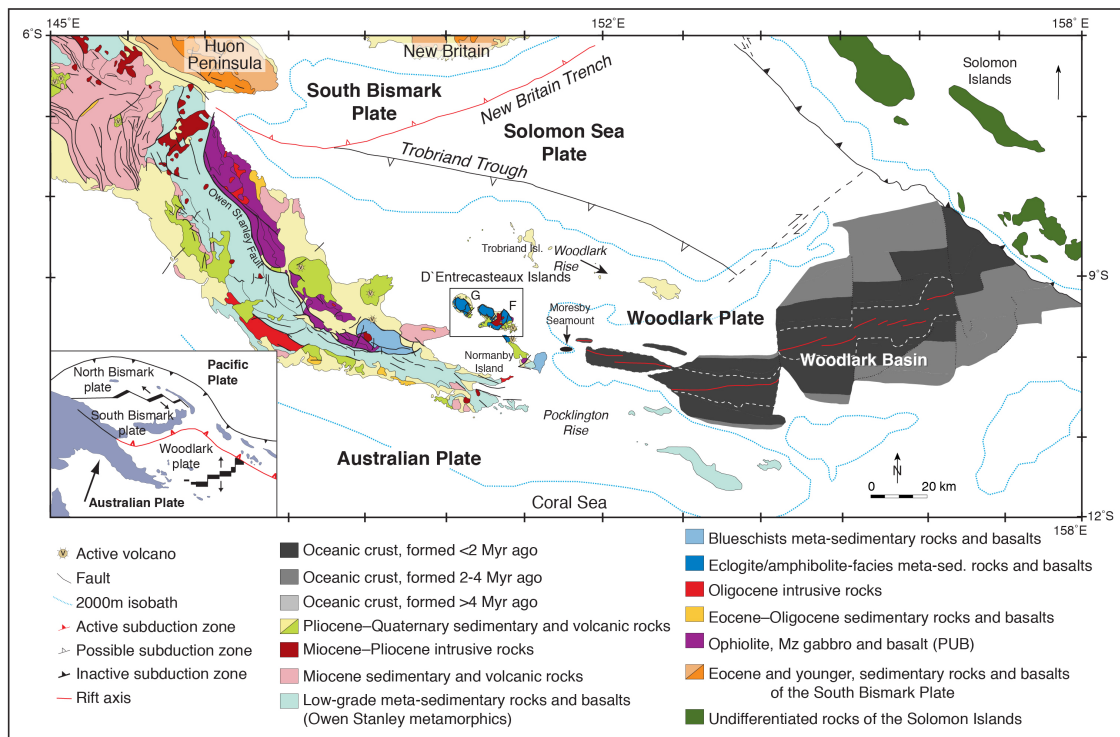 145°E
152°E
158°E
6°S
Huon
Peninsula
New Britain
South Bismark
Plate
New Britain Trench
Solomon Sea
Plate
Solomon
Islands
Trobriand Trough
Owen Stanley Fault
Trobriand Isl.
Woodlark
Rise
D`Entrecasteaux Islands
9°S
G
F
Moresby
Seamount
Woodlark Plate
Woodlark Basin
Normanby
Island
Pocklington
Rise
Australian Plate
Coral Sea
N
0 20 km
12°S
158°E
North Bismark
plate
Pacific
Plate
South Bismark
plate
Woodlark
plate
Australian Plate
V
Active volcano
Fault
2000m isobath
Active subduction zone
Possible subduction zone
Inactive subduction zone
Rift axis
Oceanic crust, formed <2 Myr ago
Oceanic crust, formed 2-4 Myr ago
Oceanic crust, formed >4 Myr ago
Pliocene–Quaternary sedimentary and volcanic rocks
Miocene–Pliocene intrusive rocks
Miocene sedimentary and volcanic rocks
Low-grade meta-sedimentary rocks and basalts
(Owen Stanley metamorphics)
Blueschists meta-sedimentary rocks and basalts
Eclogite/amphibolite-facies meta-sed. rocks and basalts
Oligocene intrusive rocks
Eocene–Oligocene sedimentary rocks and basalts
Ophiolite, Mz gabbro and basalt (PUB)
Eocene and younger, sedimentary rocks and basalts
of the South Bismark Plate
Undifferentiated rocks of the Solomon Islands